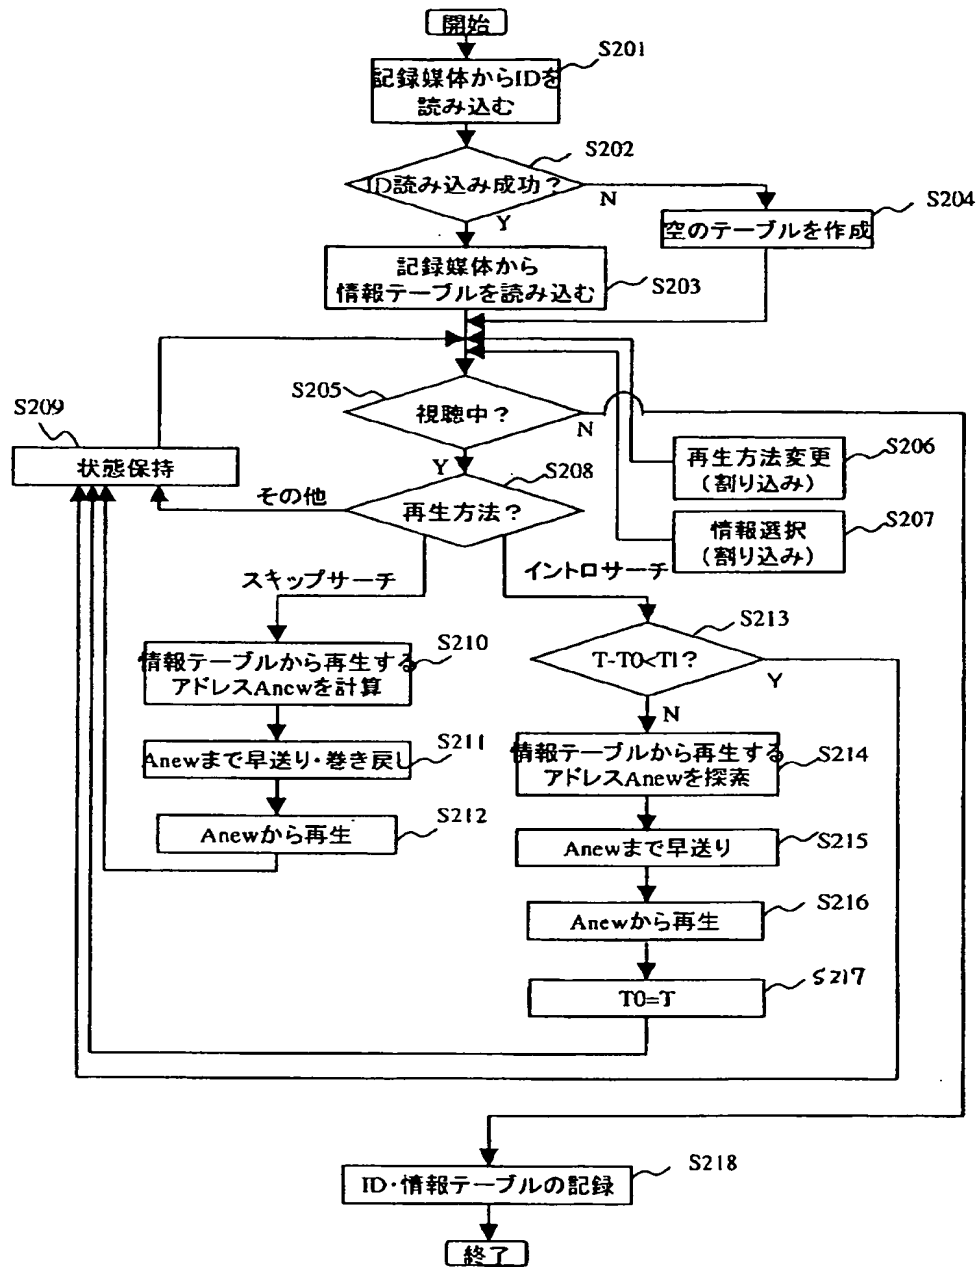 開始
S201
記録媒体からIDを
読み込む
S202
ID読み込み成功?
N
Y
S204
空のテーブルを作成
記録媒体から
情報テーブルを読み込む
S203
S205
視聴中?
N
Y
S209
状態保持
S206
再生方法変更
(割り込み)
S208
再生方法?
その他
S207
情報選択
(割り込み)
スキップサーチ
イントロサーチ
S213
T-T0<T1?
Y
N
S210
情報テーブルから再生する
アドレスAnewを計算
S211
Anewまで早送り・巻き戻し
S212
Anewから再生
S214
情報テーブルから再生する
アドレスAnewを探索
S215
Anewまで早送り
S216
Anewから再生
S217
T0=T
S218
ID・情報テーブルの記録
終了